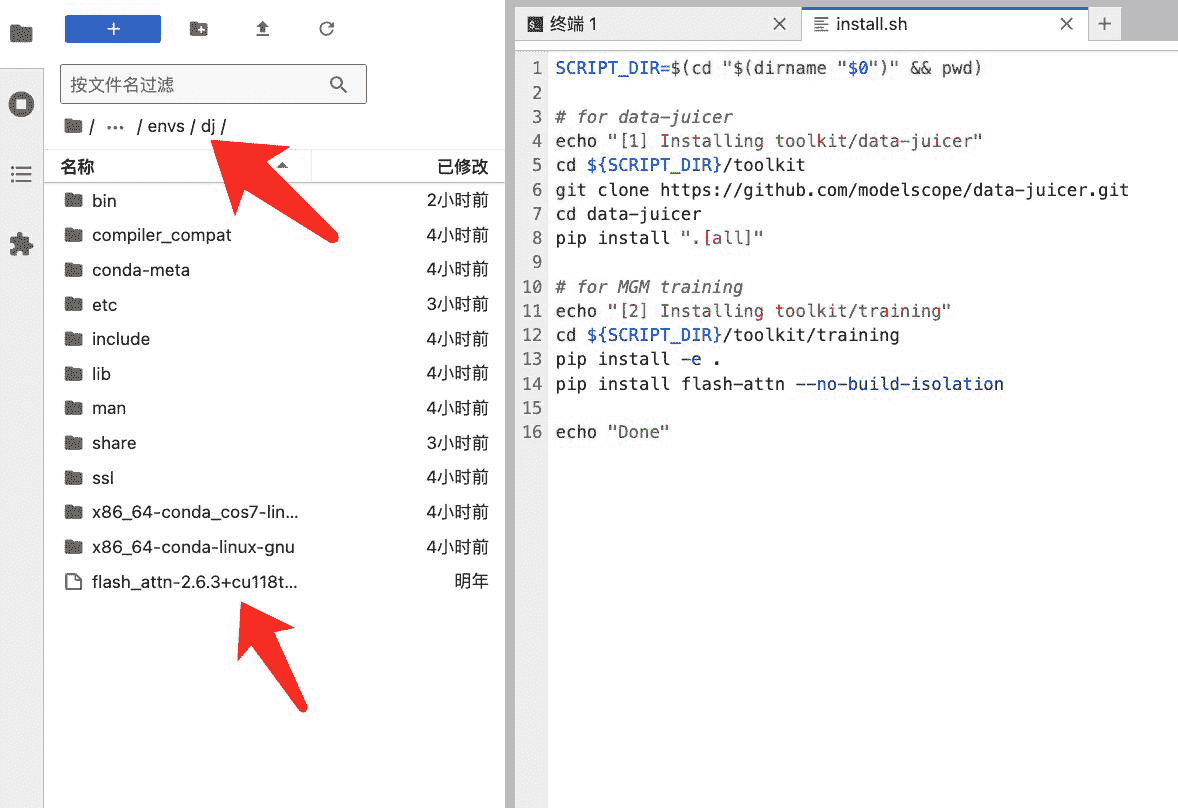 按文件名过滤
/ ··· / envs / dj /
名称 已修改
bin 2小时前
compiler_compat 4小时前
conda-meta 4小时前
etc 3小时前
include 4小时前
lib 4小时前
man 4小时前
share 3小时前
ssl 4小时前
x86_64-conda_cos7-lin... 4小时前
x86_64-conda-linux-gnu 4小时前
flash_attn-2.6.3+cu118t... 明年
终端 1 install.sh
1 SCRIPT_DIR=$(cd "$(dirname "$0")" && pwd)
2
3 # for data-juicer
4 echo "[1] Installing toolkit/data-juicer"
5 cd ${SCRIPT_DIR}/toolkit
6 git clone https://github.com/modelscope/data-juicer.git
7 cd data-juicer
8 pip install ".[all]"
9
10 # for MGM training
11 echo "[2] Installing toolkit/training"
12 cd ${SCRIPT_DIR}/toolkit/training
13 pip install -e .
14 pip install flash-attn --no-build-isolation
15
16 echo "Done"